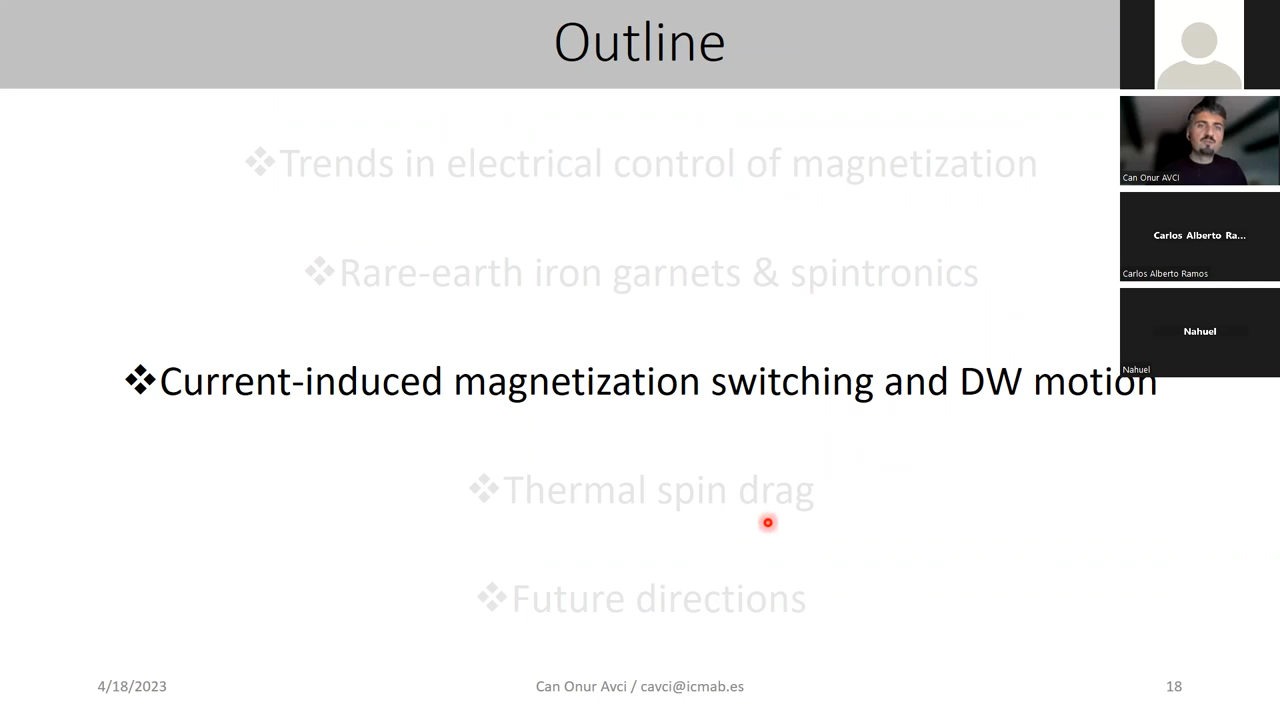 Outline
❖Trends in electrical control of magnetization
❖Rare-earth iron garnets & spintronics
❖Current-induced magnetization switching and DW motion
❖Thermal spin drag
❖Future directions
4/18/2023
Can Onur Avci / cavci@icmab.es
18
Can Onur AVCI
Carlos Alberto Ra...
Carlos Alberto Ramos
Nahuel
Nahuel